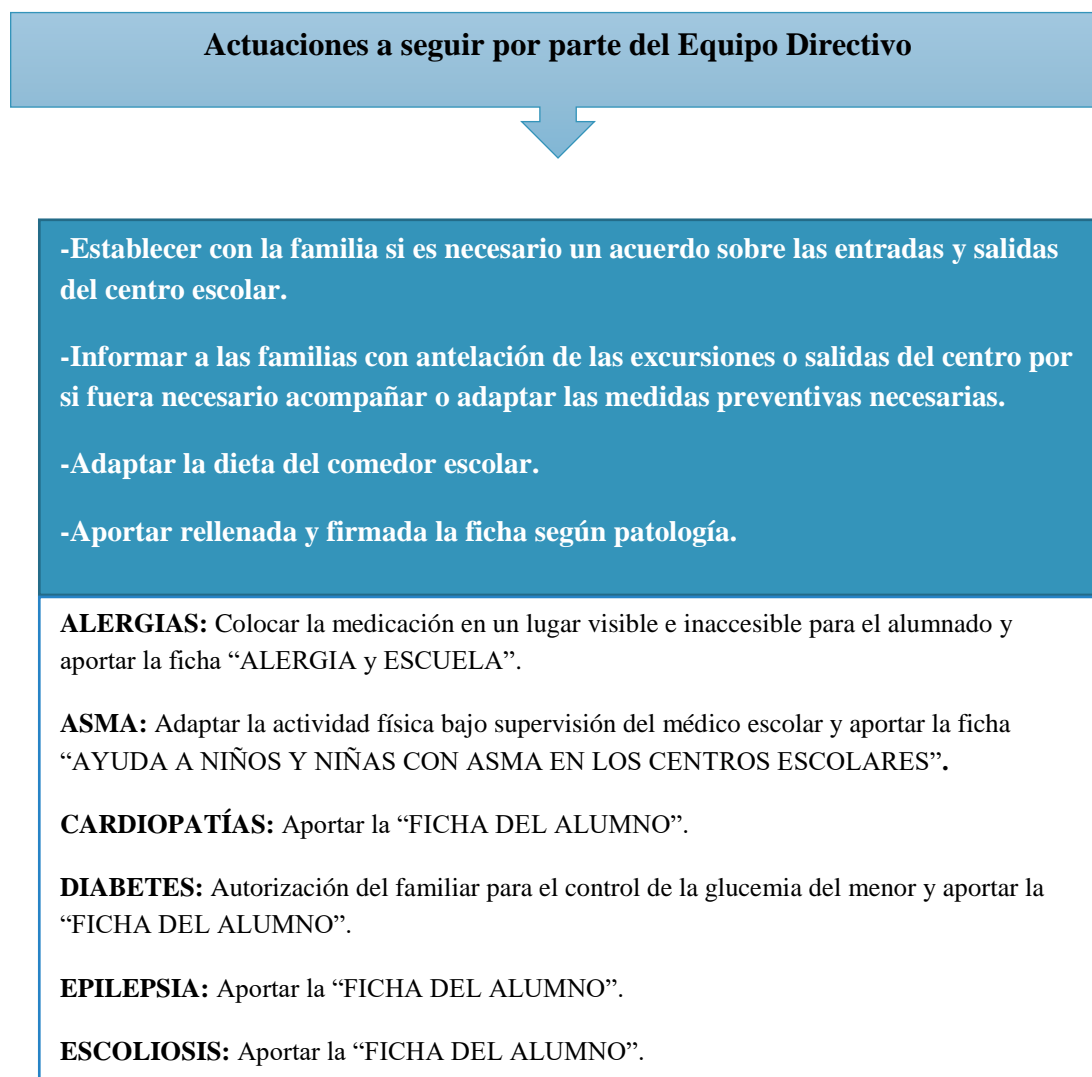 Actuaciones a seguir por parte del Equipo Directivo
-Establecer con la familia si es necesario un acuerdo sobre las entradas y salidas
del centro escolar.
-Informar a las familias con antelación de las excursiones o salidas del centro por
si fuera necesario acompañar o adaptar las medidas preventivas necesarias.
-Adaptar la dieta del comedor escolar.
-Aportar rellenada y firmada la ficha según patología.
ALERGIAS: Colocar la medicación en un lugar visible e inaccesible para el alumnado y
aportar la ficha “ALERGIA y ESCUELA”.
ASMA: Adaptar la actividad física bajo supervisión del médico escolar y aportar la ficha
“AYUDA A NIÑOS Y NIÑAS CON ASMA EN LOS CENTROS ESCOLARES”.
CARDIOPATÍAS: Aportar la “FICHA DEL ALUMNO”.
DIABETES: Autorización del familiar para el control de la glucemia del menor y aportar la
“FICHA DEL ALUMNO”.
EPILEPSIA: Aportar la “FICHA DEL ALUMNO”.
ESCOLIOSIS: Aportar la “FICHA DEL ALUMNO”.